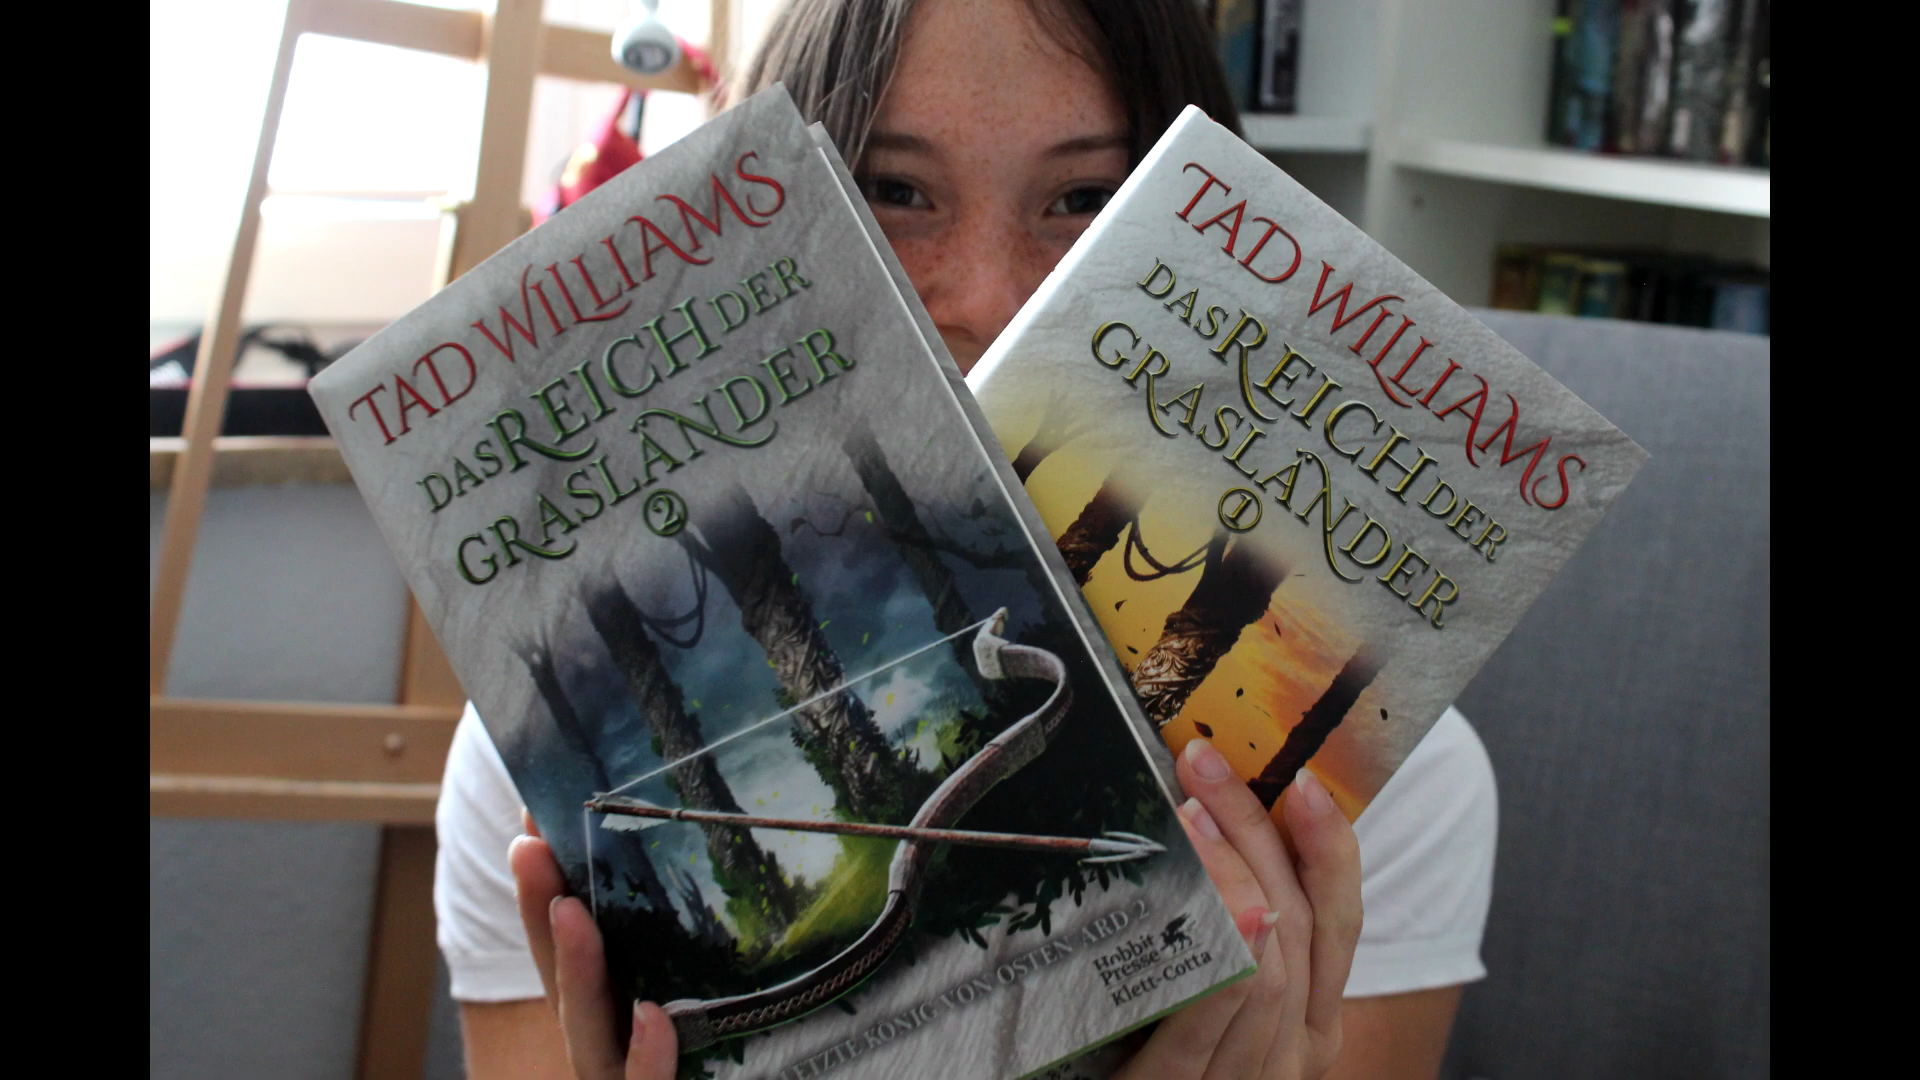 TAD WILLIAMS
DAS REICH DER
GRASLÄNDER
2
LETZTE KÖNIG VON OSTEN ARD 2
Hobbit
Presse
Klett-Cotta
TAD WILLIAMS
DAS REICH DER
GRASLÄNDER
1